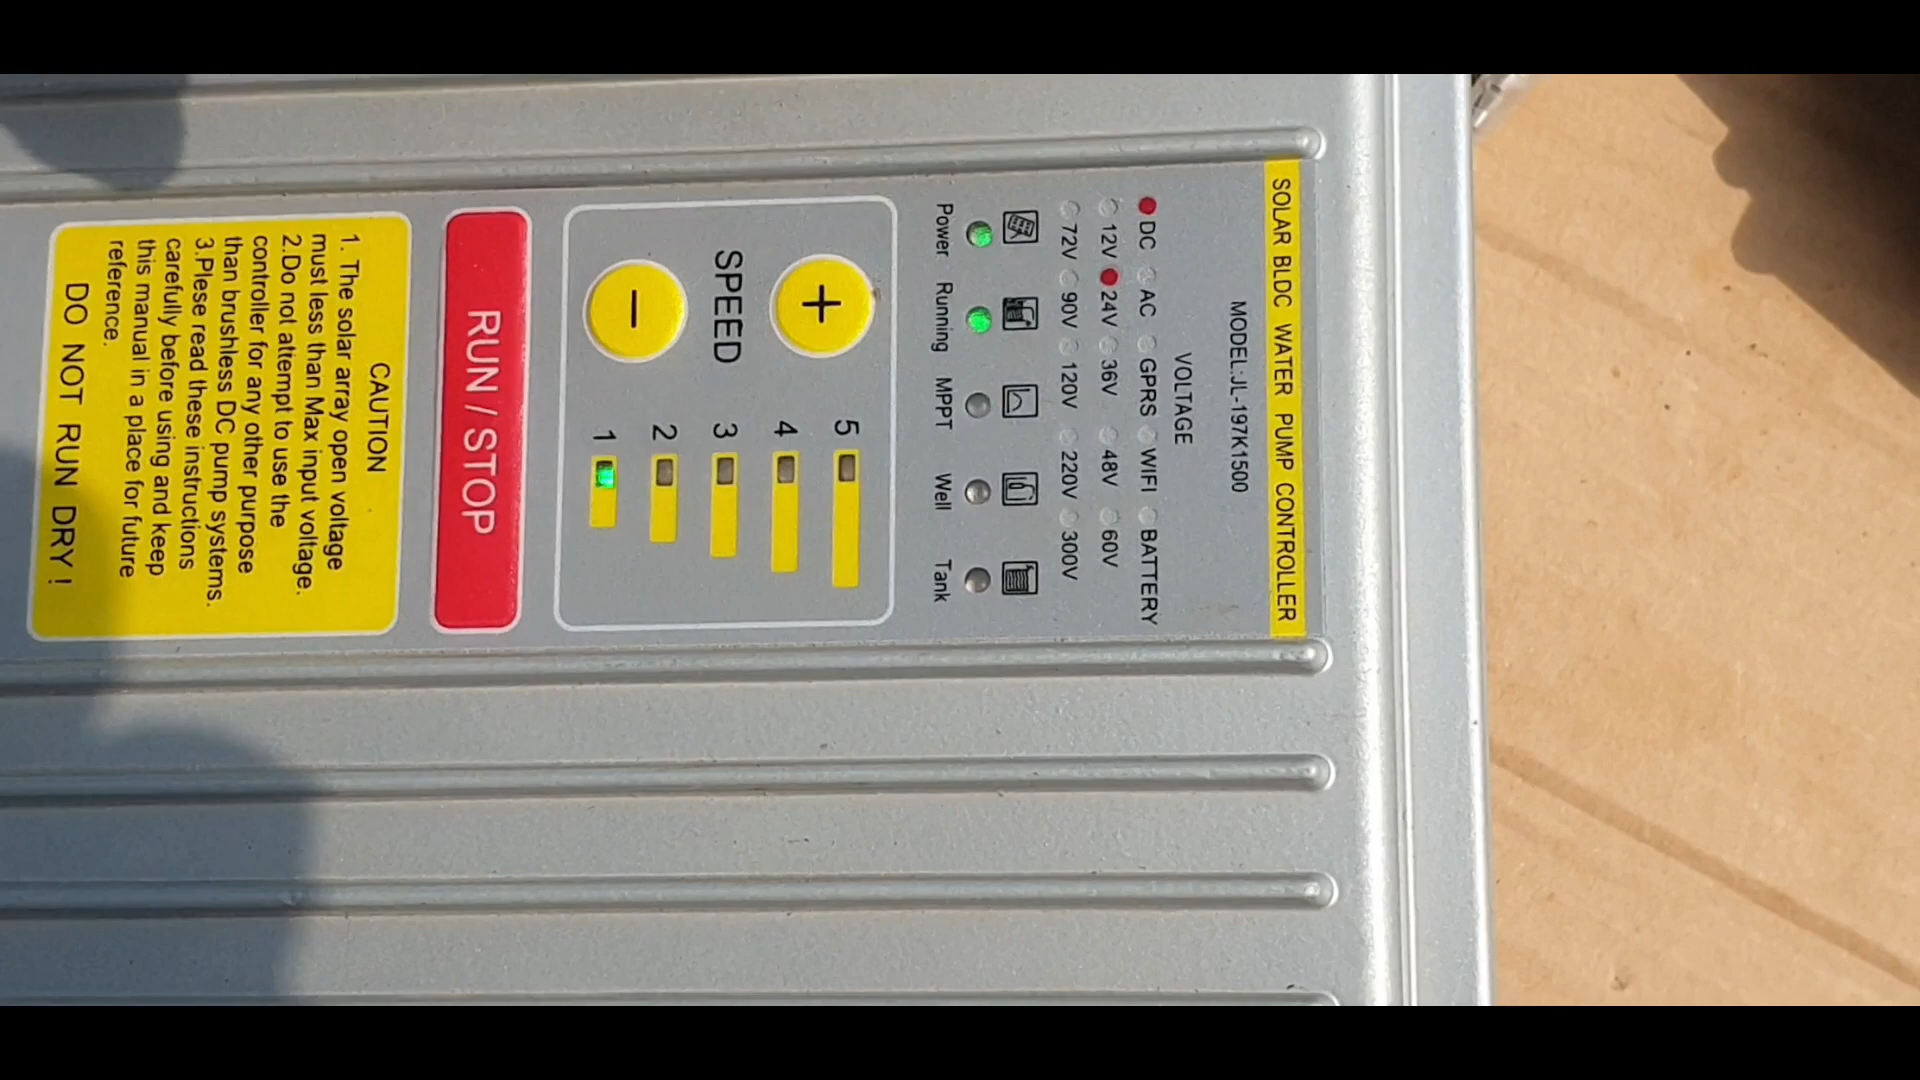 SOLAR BLDC WATER PUMP CONTROLLER
MODEL:JL-197K1500
VOLTAGE
DC AC GPRS WIFI BATTERY
12V 24V 36V 48V 60V
72V 90V 120V 220V 300V
Power Running MPPT Well Tank
+
SPEED
-
5
4
3
2
1
RUN / STOP
CAUTION
1. The solar array open voltage
must less than Max input voltage.
2.Do not attempt to use the
controller for any other purpose
than brushless DC pump systems.
3.Plese read these instructions
carefully before using and keep
this manual in a place for future
reference.
DO NOT RUN DRY!